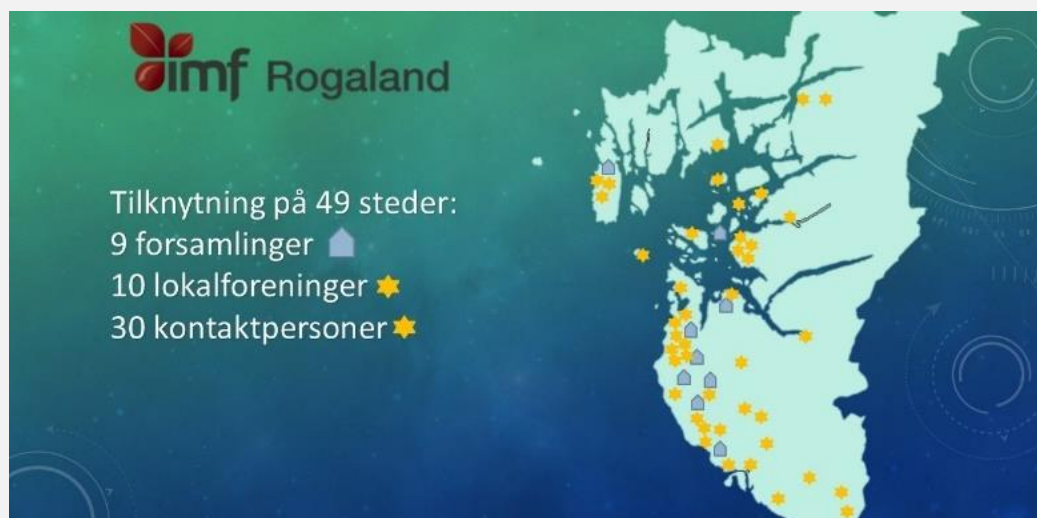 imf Rogaland
Tilknytning på 49 steder:
9 forsamlinger
10 lokalforeninger
30 kontaktpersoner